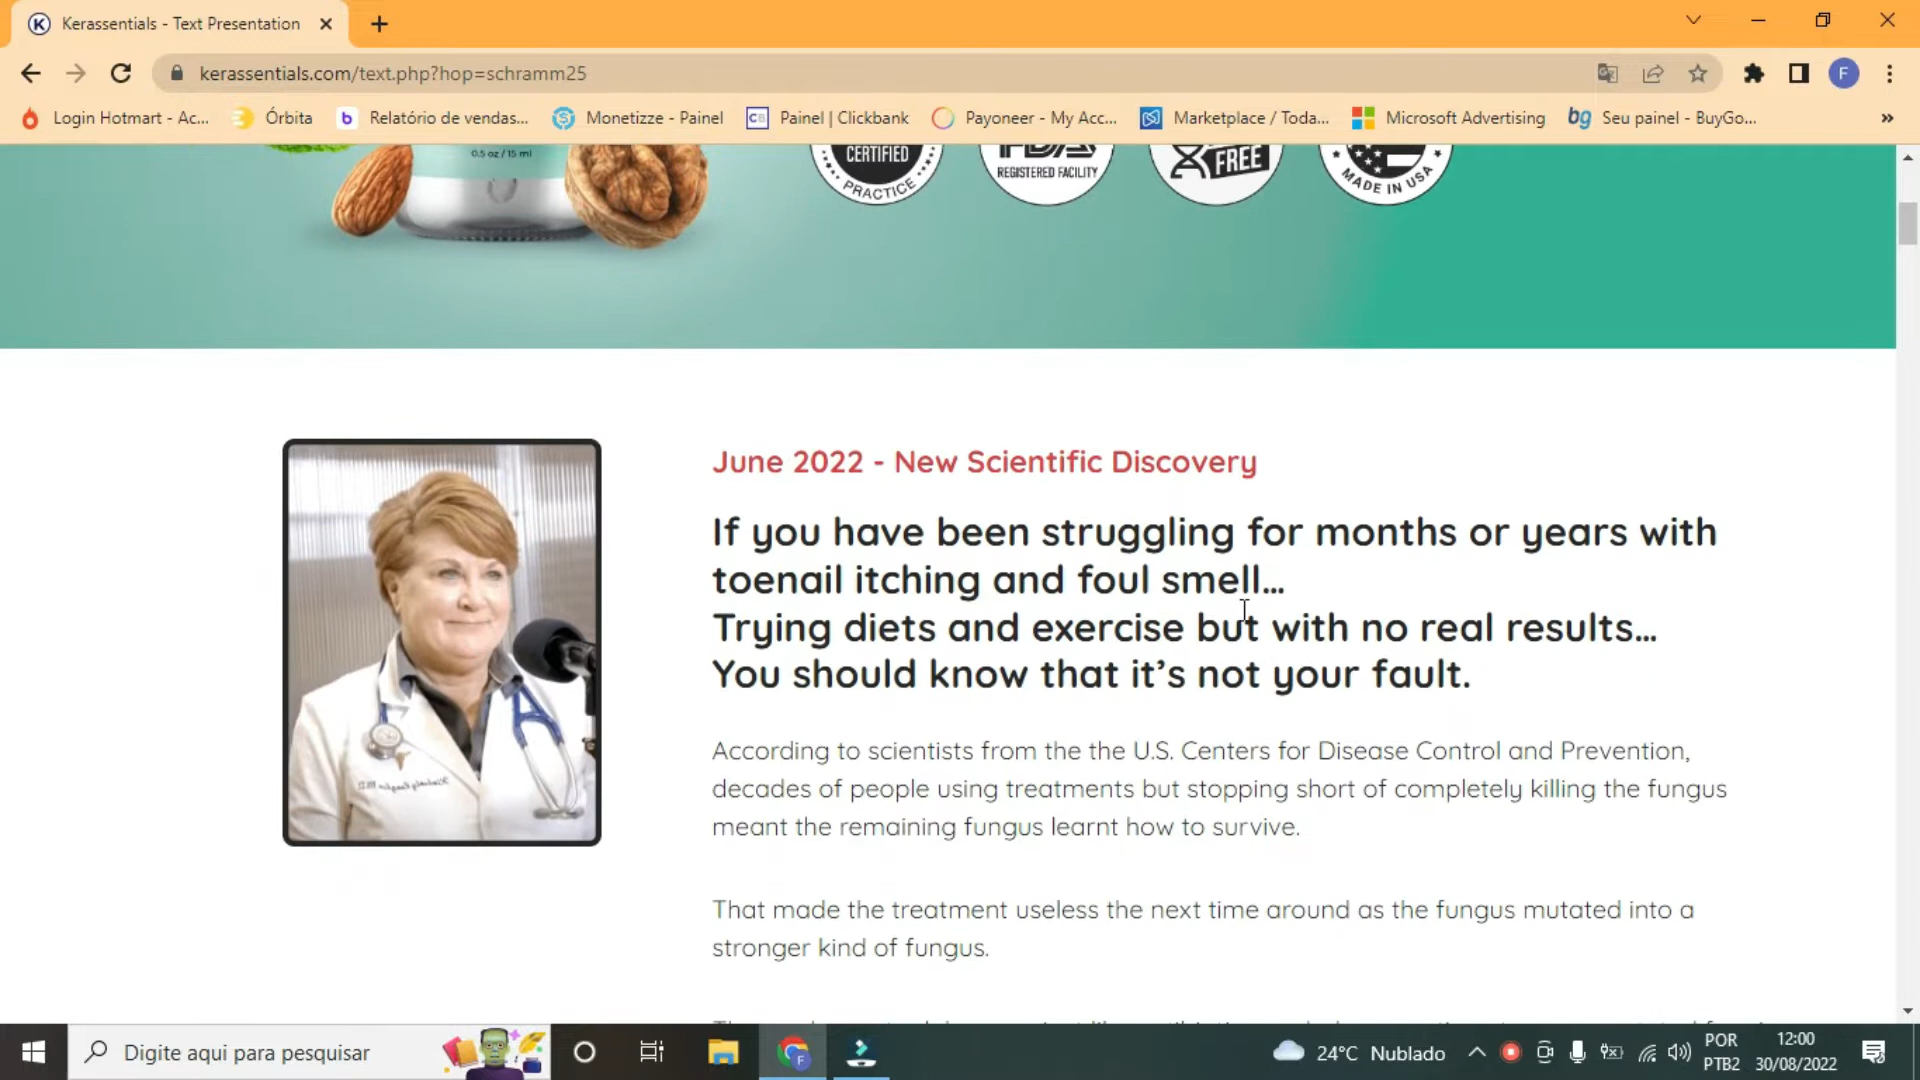 Kerassentials - Text Presentation
kerassentials.com/text.php?hop=schramm25
F
Login Hotmart - Ac...
Órbita
b Relatório de vendas...
Monetizze - Painel
CB Painel | Clickbank
Payoneer - My Acc...
Marketplace / Toda...
Microsoft Advertising
bg Seu painel - BuyGo...
»
0.5 oz / 15 ml
CERTIFIED
PRACTICE
FDA
REGISTERED FACILITY
FREE
MADE IN USA
June 2022 - New Scientific Discovery
If you have been struggling for months or years with
toenail itching and foul smell...
Trying diets and exercise but with no real results...
You should know that it's not your fault.
According to scientists from the the U.S. Centers for Disease Control and Prevention,
decades of people using treatments but stopping short of completely killing the fungus
meant the remaining fungus learnt how to survive.
That made the treatment useless the next time around as the fungus mutated into a
stronger kind of fungus.
Digite aqui para pesquisar
24°C Nublado
POR
PTB2
12:00
30/08/2022